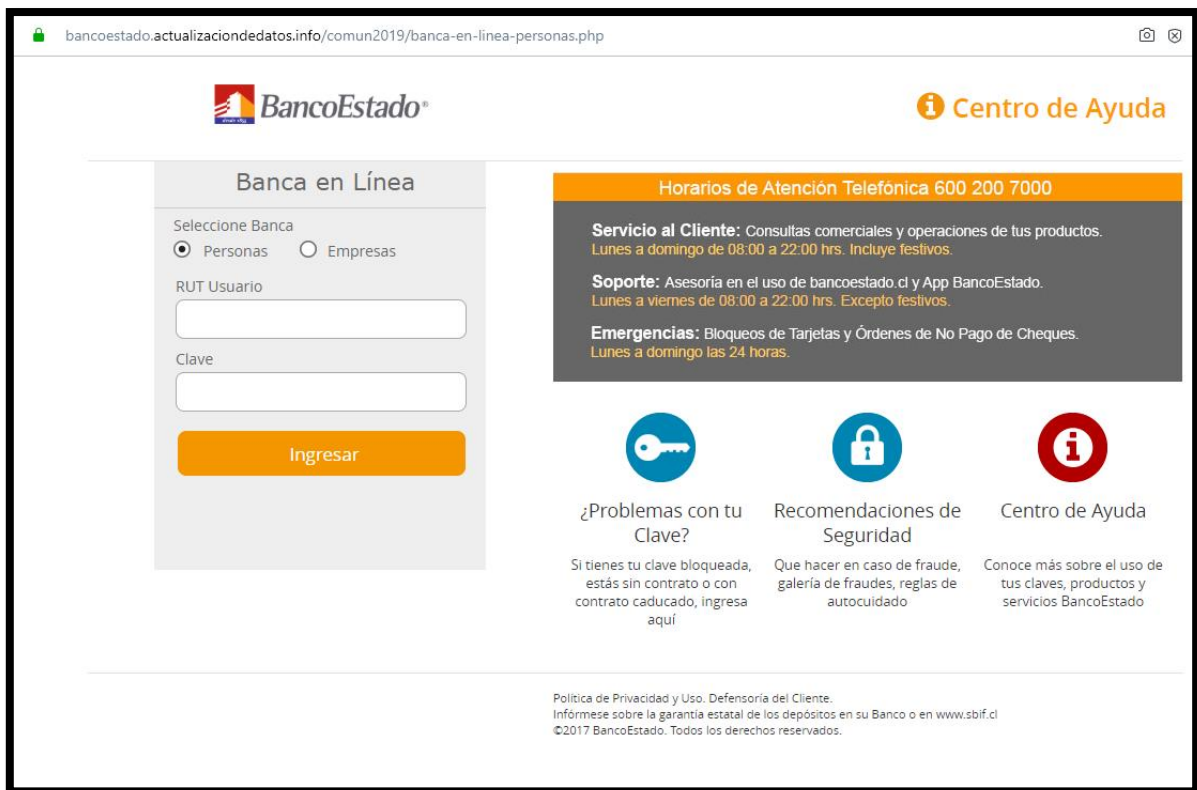 bancoestado.actualizaciondedatos.info/comun2019/banca-en-linea-personas.php
BancoEstado®
Centro de Ayuda
Banca en Línea
Seleccione Banca
Personas Empresas
RUT Usuario
Clave
Ingresar
Horarios de Atención Telefónica 600 200 7000
Servicio al Cliente: Consultas comerciales y operaciones de tus productos.
Lunes a domingo de 08:00 a 22:00 hrs. Incluye festivos.
Soporte: Asesoría en el uso de bancoestado.cl y App BancoEstado.
Lunes a viernes de 08:00 a 22:00 hrs. Excepto festivos.
Emergencias: Bloqueos de Tarjetas y Órdenes de No Pago de Cheques.
Lunes a domingo las 24 horas.
¿Problemas con tu
Clave?
Si tienes tu clave bloqueada,
estás sin contrato o con
contrato caducado, ingresa
aquí
Recomendaciones de
Seguridad
Que hacer en caso de fraude,
galería de fraudes, reglas de
autocuidado
Centro de Ayuda
Conoce más sobre el uso de
tus claves, productos y
servicios BancoEstado
Política de Privacidad y Uso. Defensoría del Cliente.
Infórmese sobre la garantía estatal de los depósitos en su Banco o en www.sbif.cl
©2017 BancoEstado. Todos los derechos reservados.